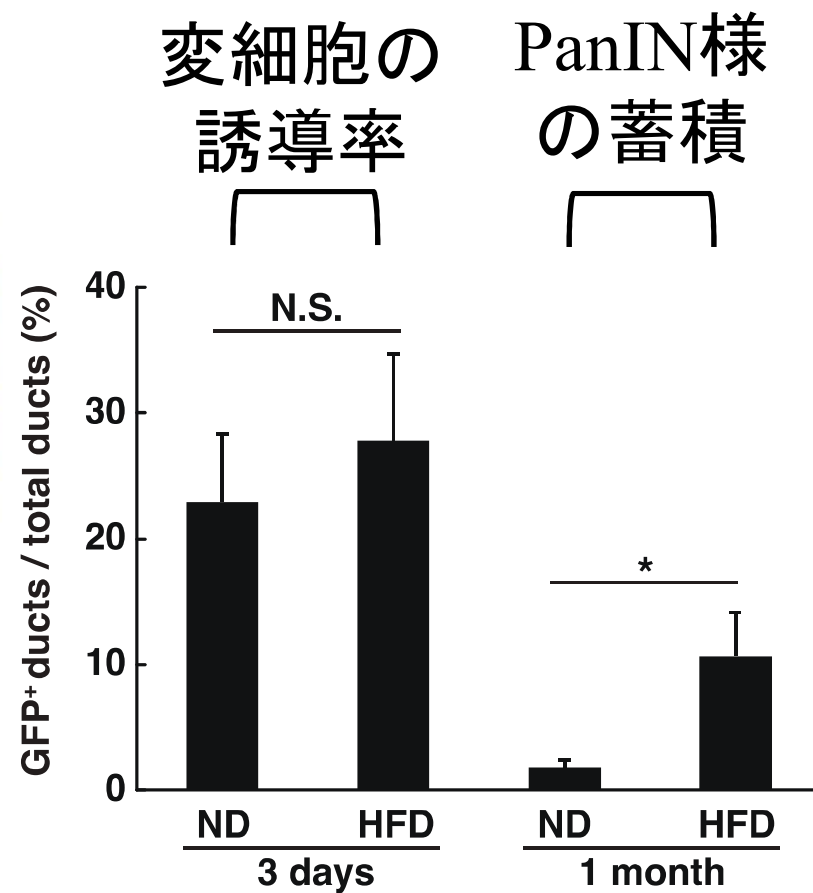 変細胞の
誘導率
PanIN様
の蓄積
GFP⁺ ducts / total ducts (%)
40
30
20
10
0
N.S.
*
ND
HFD
ND
HFD
3 days
1 month